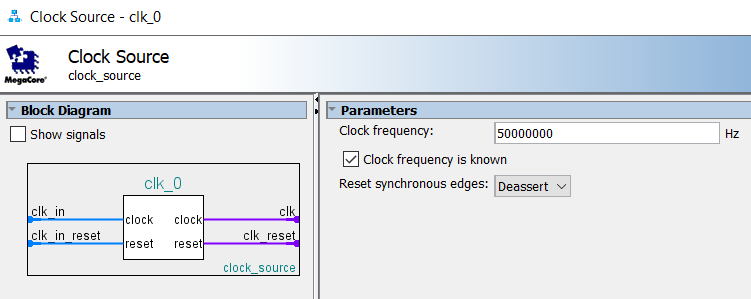 Clock Source - clk_0
MegaCore®
Clock Source
clock_source
Block Diagram
Show signals
clk_0
clk_in
clock
clock
clk
clk_in_reset
reset
reset
clk_reset
clock_source
Parameters
Clock frequency:
50000000
Hz
Clock frequency is known
Reset synchronous edges:
Deassert